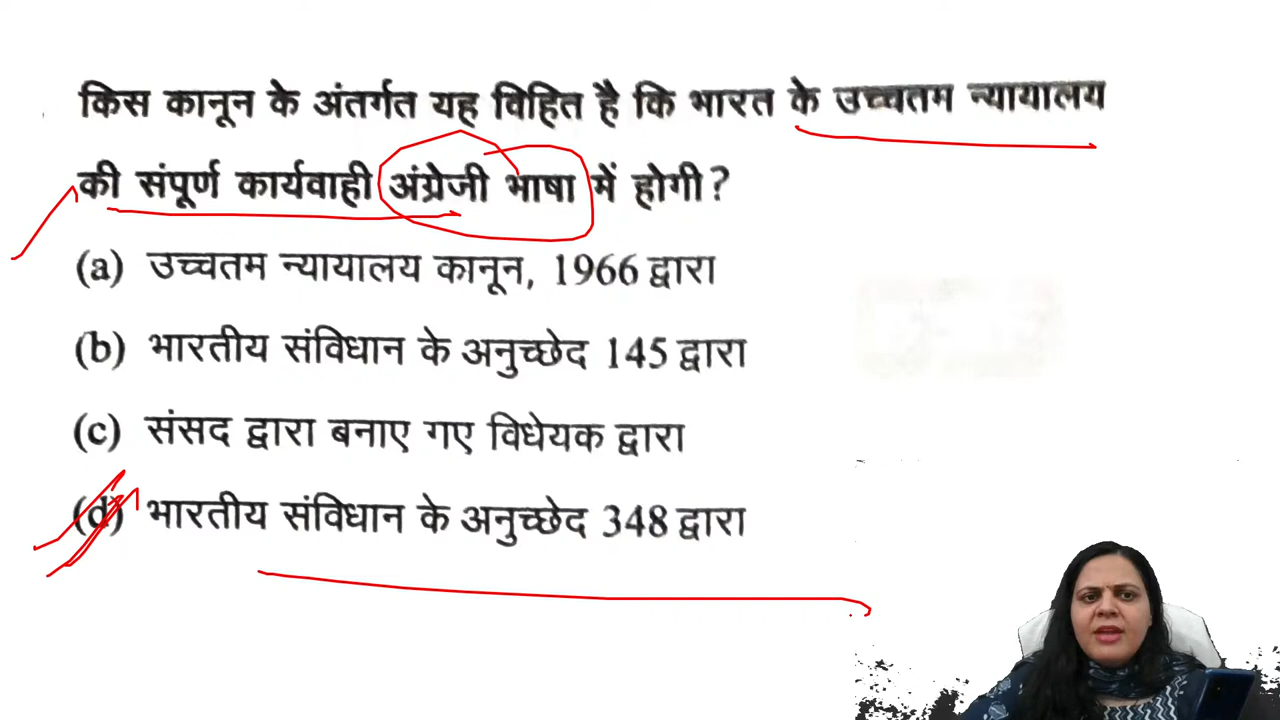 किस कानून के अंतर्गत यह विहित है कि भारत के उच्चतम न्यायालय
की संपूर्ण कार्यवाही अंग्रेजी भाषा में होगी?
(a) उच्चतम न्यायालय कानून, 1966 द्वारा
(b) भारतीय संविधान के अनुच्छेद 145 द्वारा
(c) संसद द्वारा बनाए गए विधेयक द्वारा
(d) भारतीय संविधान के अनुच्छेद 348 द्वारा